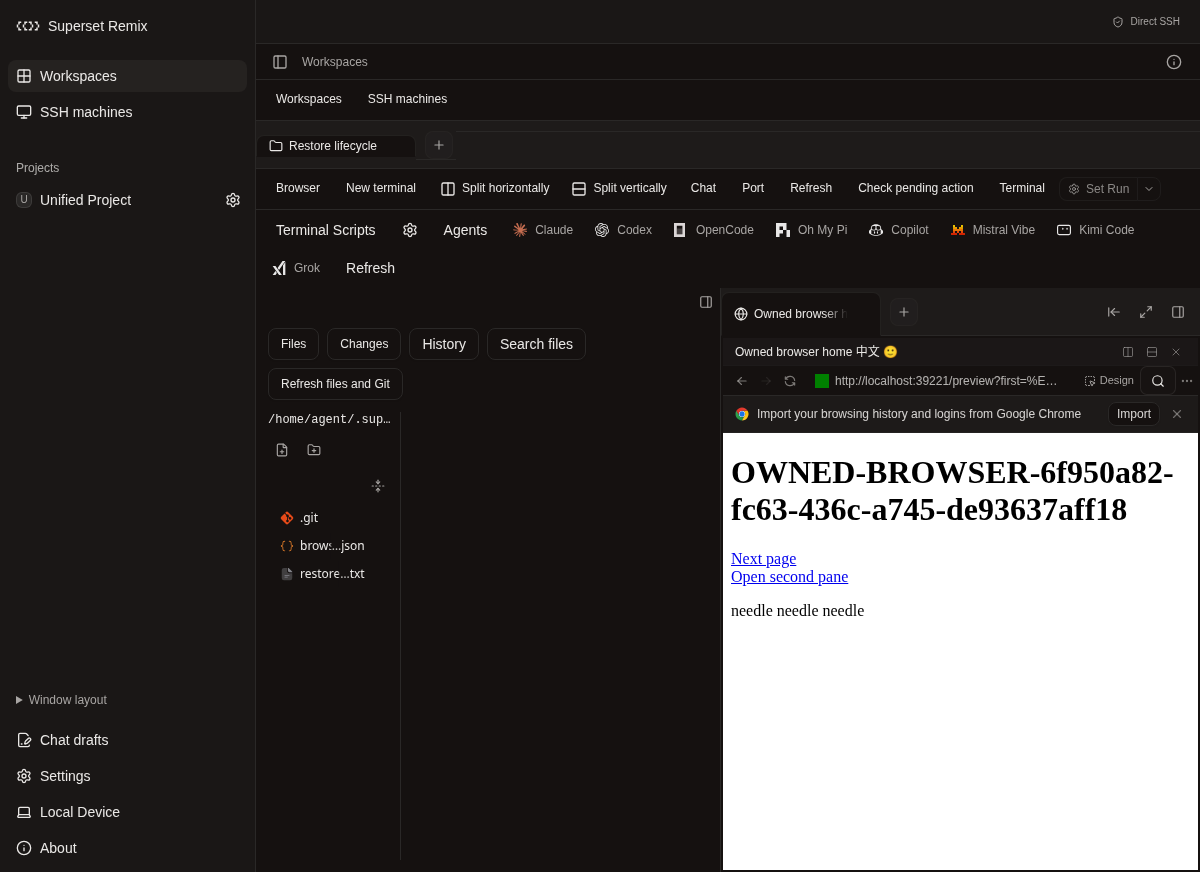 Superset Remix
Direct SSH
Workspaces
Workspaces
SSH machines
Workspaces
SSH machines
Projects
U Unified Project
Restore lifecycle
Browser New terminal Split horizontally Split vertically Chat Port Refresh Check pending action Terminal Set Run
Terminal Scripts Agents Claude Codex OpenCode Oh My Pi Copilot Mistral Vibe Kimi Code
Grok Refresh
Owned browser h
Files Changes History Search files
Refresh files and Git
/home/agent/.sup…
.git
brows…json
restore…txt
Owned browser home 中文 🙂
http://localhost:39221/preview?first=%E…
Design
Import your browsing history and logins from Google Chrome
Import
OWNED-BROWSER-6f950a82-
fc63-436c-a745-de93637aff18
Next page
Open second pane
needle needle needle
Window layout
Chat drafts
Settings
Local Device
About